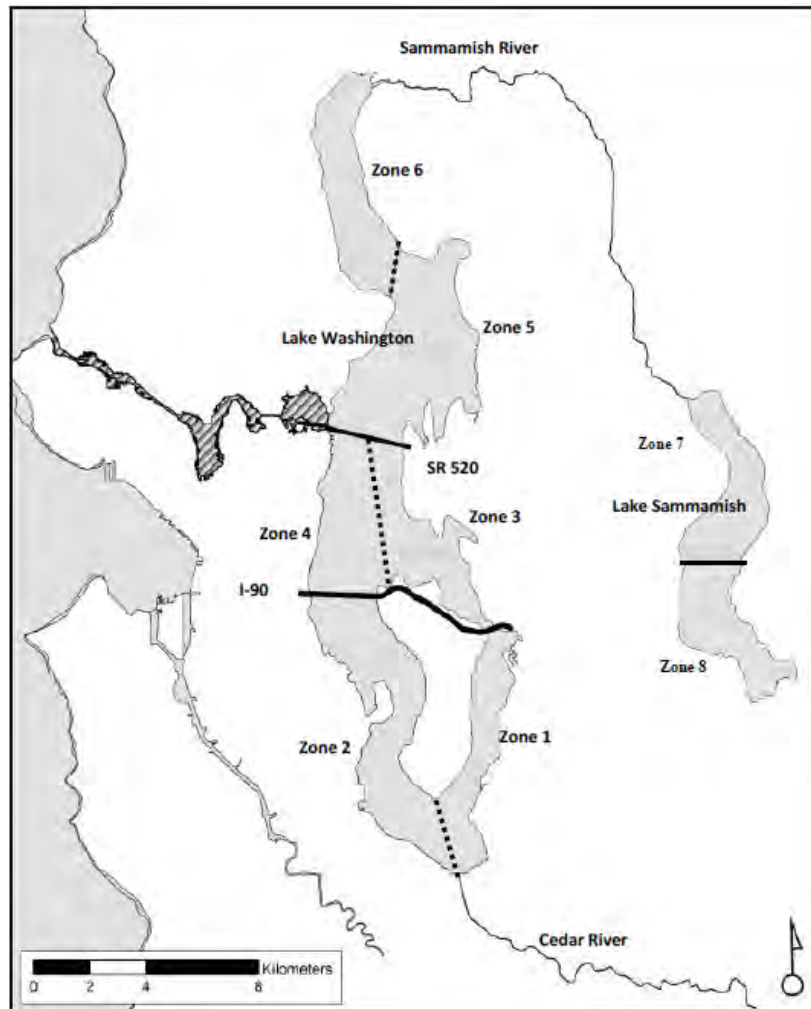 Sammamish River
Zone 6
Zone 5
Lake Washington
Zone 7
SR 520
Lake Sammamish
Zone 3
Zone 4
I-90
Zone 8
Zone 1
Zone 2
Cedar River
Kilometers
0 2 4 8